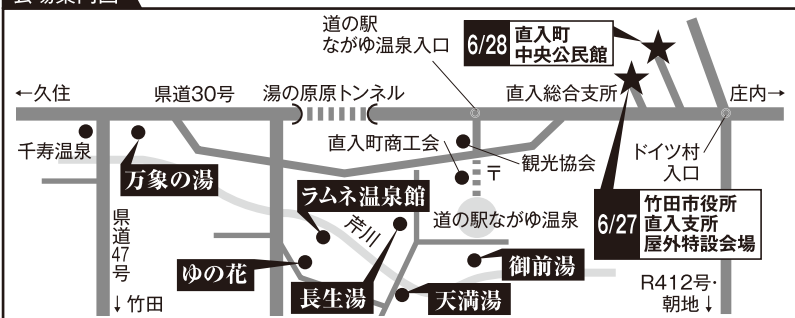 会場案内図
道の駅
ながゆ温泉入口
6/28
直入町
中央公民館
←久住
県道30号
湯の原原トンネル
直入総合支所
庄内→
千寿温泉
万象の湯
直入町商工会
観光協会
〒
ドイツ村
入口
ラムネ温泉館
芹川
道の駅ながゆ温泉
6/27
竹田市役所
直入支所
屋外特設会場
県道47号
ゆの花
長生湯
天満湯
御前湯
R412号・
朝地↓
↓竹田